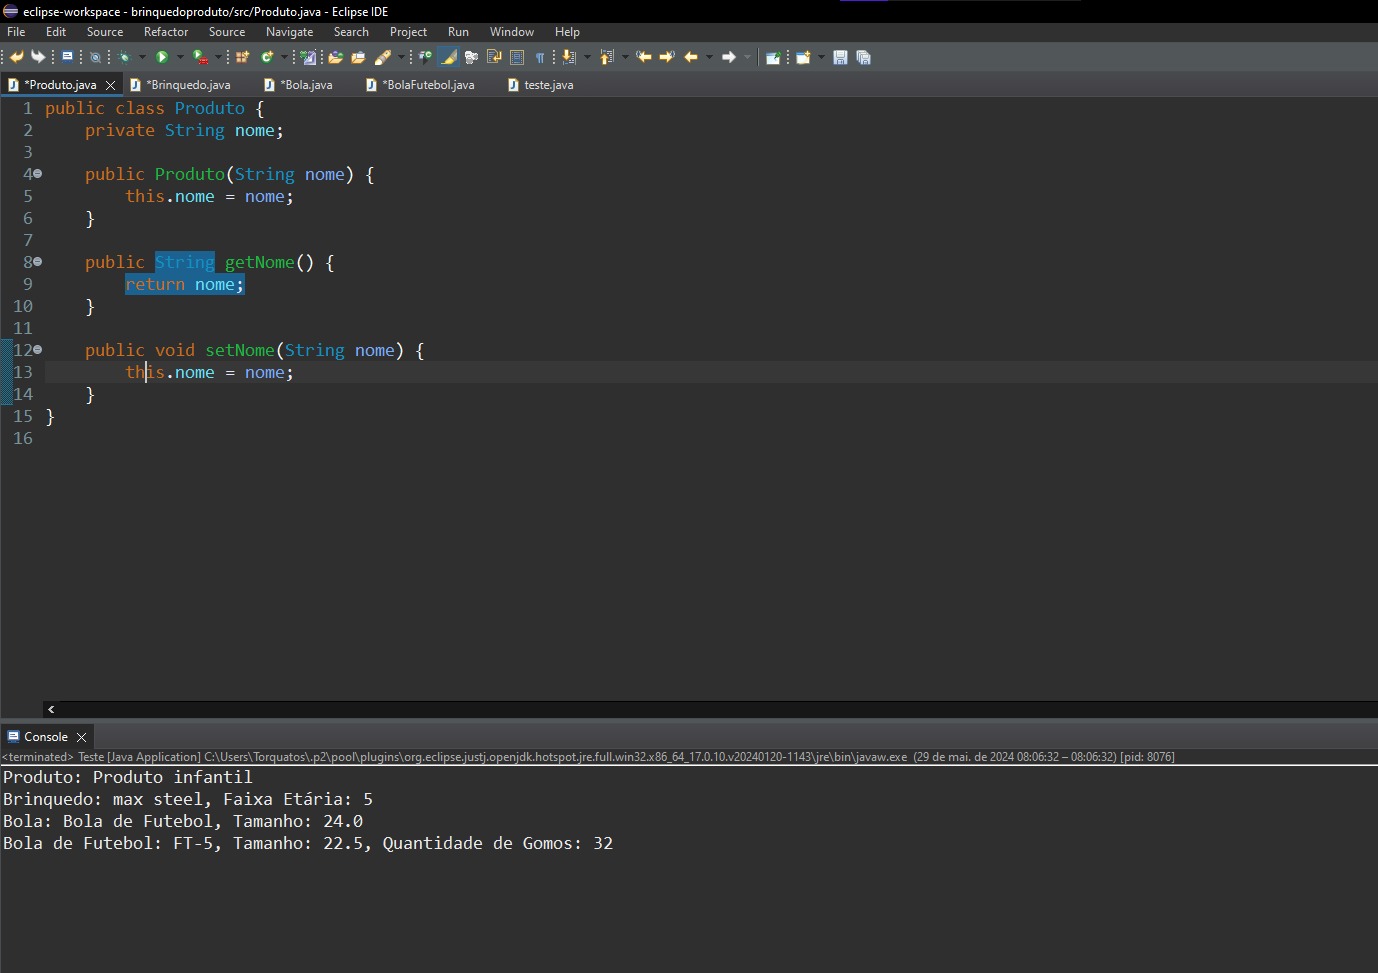 eclipse-workspace - brinquedoproduto/src/Produto.java - Eclipse IDE
File Edit Source Refactor Source Navigate Search Project Run Window Help
*Produto.java *Brinquedo.java *Bola.java *BolaFutebol.java teste.java
1 public class Produto {
2 private String nome;
3
4 public Produto(String nome) {
5 this.nome = nome;
6 }
7
8 public String getNome() {
9 return nome;
10 }
11
12 public void setNome(String nome) {
13 this.nome = nome;
14 }
15 }
16
Console
<terminated> Teste [Java Application] C:\Users\Torquatos\.p2\pool\plugins\org.eclipse.justj.openjdk.hotspot.jre.full.win32.x86_64_17.0.10.v20240120-1143\jre\bin\javaw.exe (29 de mai. de 2024 08:06:32 – 08:06:32) [pid: 8076]
Produto: Produto infantil
Brinquedo: max steel, Faixa Etária: 5
Bola: Bola de Futebol, Tamanho: 24.0
Bola de Futebol: FT-5, Tamanho: 22.5, Quantidade de Gomos: 32